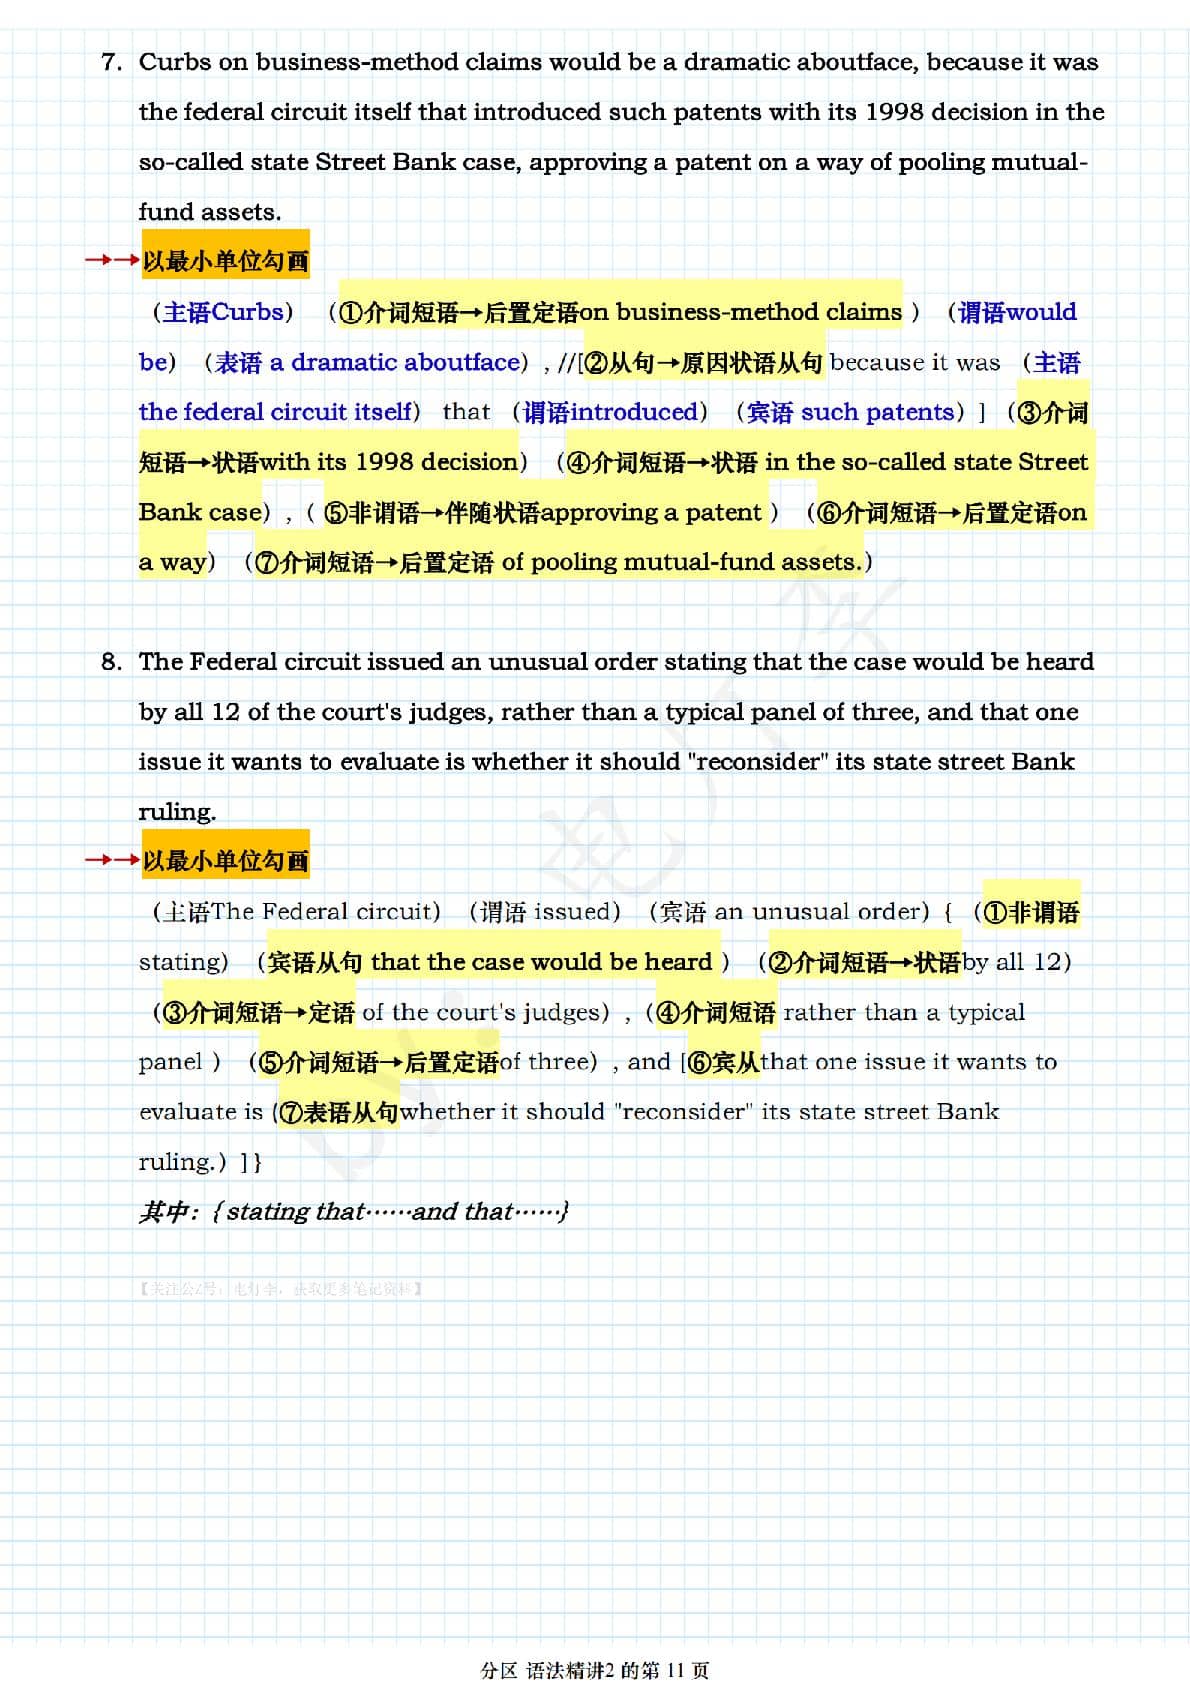 7. Curbs on business-method claims would be a dramatic aboutface, because it was
the federal circuit itself that introduced such patents with its 1998 decision in the
so-called state Street Bank case, approving a patent on a way of pooling mutual-
fund assets.
→→以最小单位勾画
（主语Curbs）（①介词短语→后置定语on business-method claims ）（谓语would
be）（表语 a dramatic aboutface）, //[②从句→原因状语从句 because it was （主语
the federal circuit itself） that （谓语introduced）（宾语 such patents）] （③介词
短语→状语with its 1998 decision）（④介词短语→状语 in the so-called state Street
Bank case）,（ ⑤非谓语→伴随状语approving a patent ）（⑥介词短语→后置定语on
a way）（⑦介词短语→后置定语 of pooling mutual-fund assets.）
8. The Federal circuit issued an unusual order stating that the case would be heard
by all 12 of the court's judges, rather than a typical panel of three, and that one
issue it wants to evaluate is whether it should "reconsider" its state street Bank
ruling.
→→以最小单位勾画
（主语The Federal circuit）（谓语 issued）（宾语 an unusual order）{（①非谓语
stating）（宾语从句 that the case would be heard ）（②介词短语→状语by all 12）
（③介词短语→定语 of the court's judges）,（④介词短语 rather than a typical
panel ）（⑤介词短语→后置定语of three）, and [⑥宾从that one issue it wants to
evaluate is (⑦表语从句whether it should "reconsider" its state street Bank
ruling.）]}
其中：{stating that……and that……}
【关注公Z号：电灯李，获取更多笔记资料】
by: 电灯李
分区 语法精讲2 的第 11 页